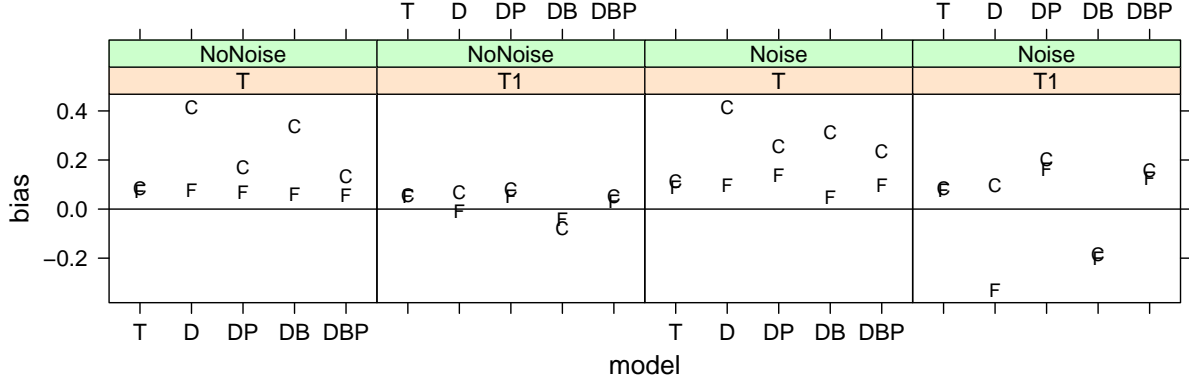 T D DP DB DBP T D DP DB DBP
NoNoise NoNoise Noise Noise
T T1 T T1
0.4
0.2
0.0
−0.2
bias
C C F F C F C F C F
C F C F C F F C C F
C F C F C F C F C F
C F C F C F C F C F
T D DP DB DBP T D DP DB DBP
model